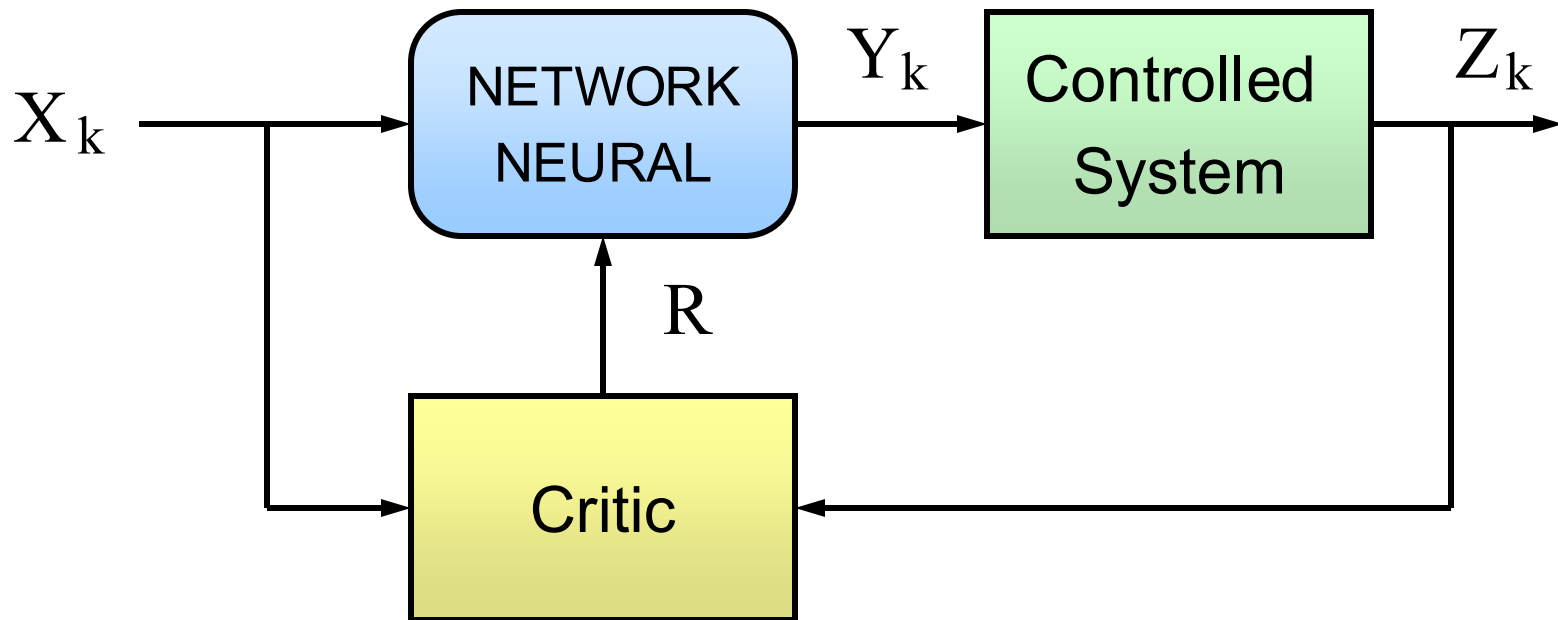 X k
NETWORK
NEURAL
Y k
Controlled
System
Z k
R
Critic